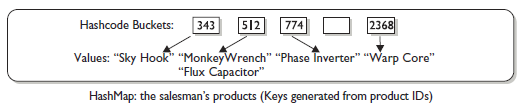 Hashcode Buckets: 343 512 774 2368
Values: “Sky Hook” “MonkeyWrench” “Phase Inverter” “Warp Core”
“Flux Capacitor”
HashMap: the salesman’s products (Keys generated from product IDs)